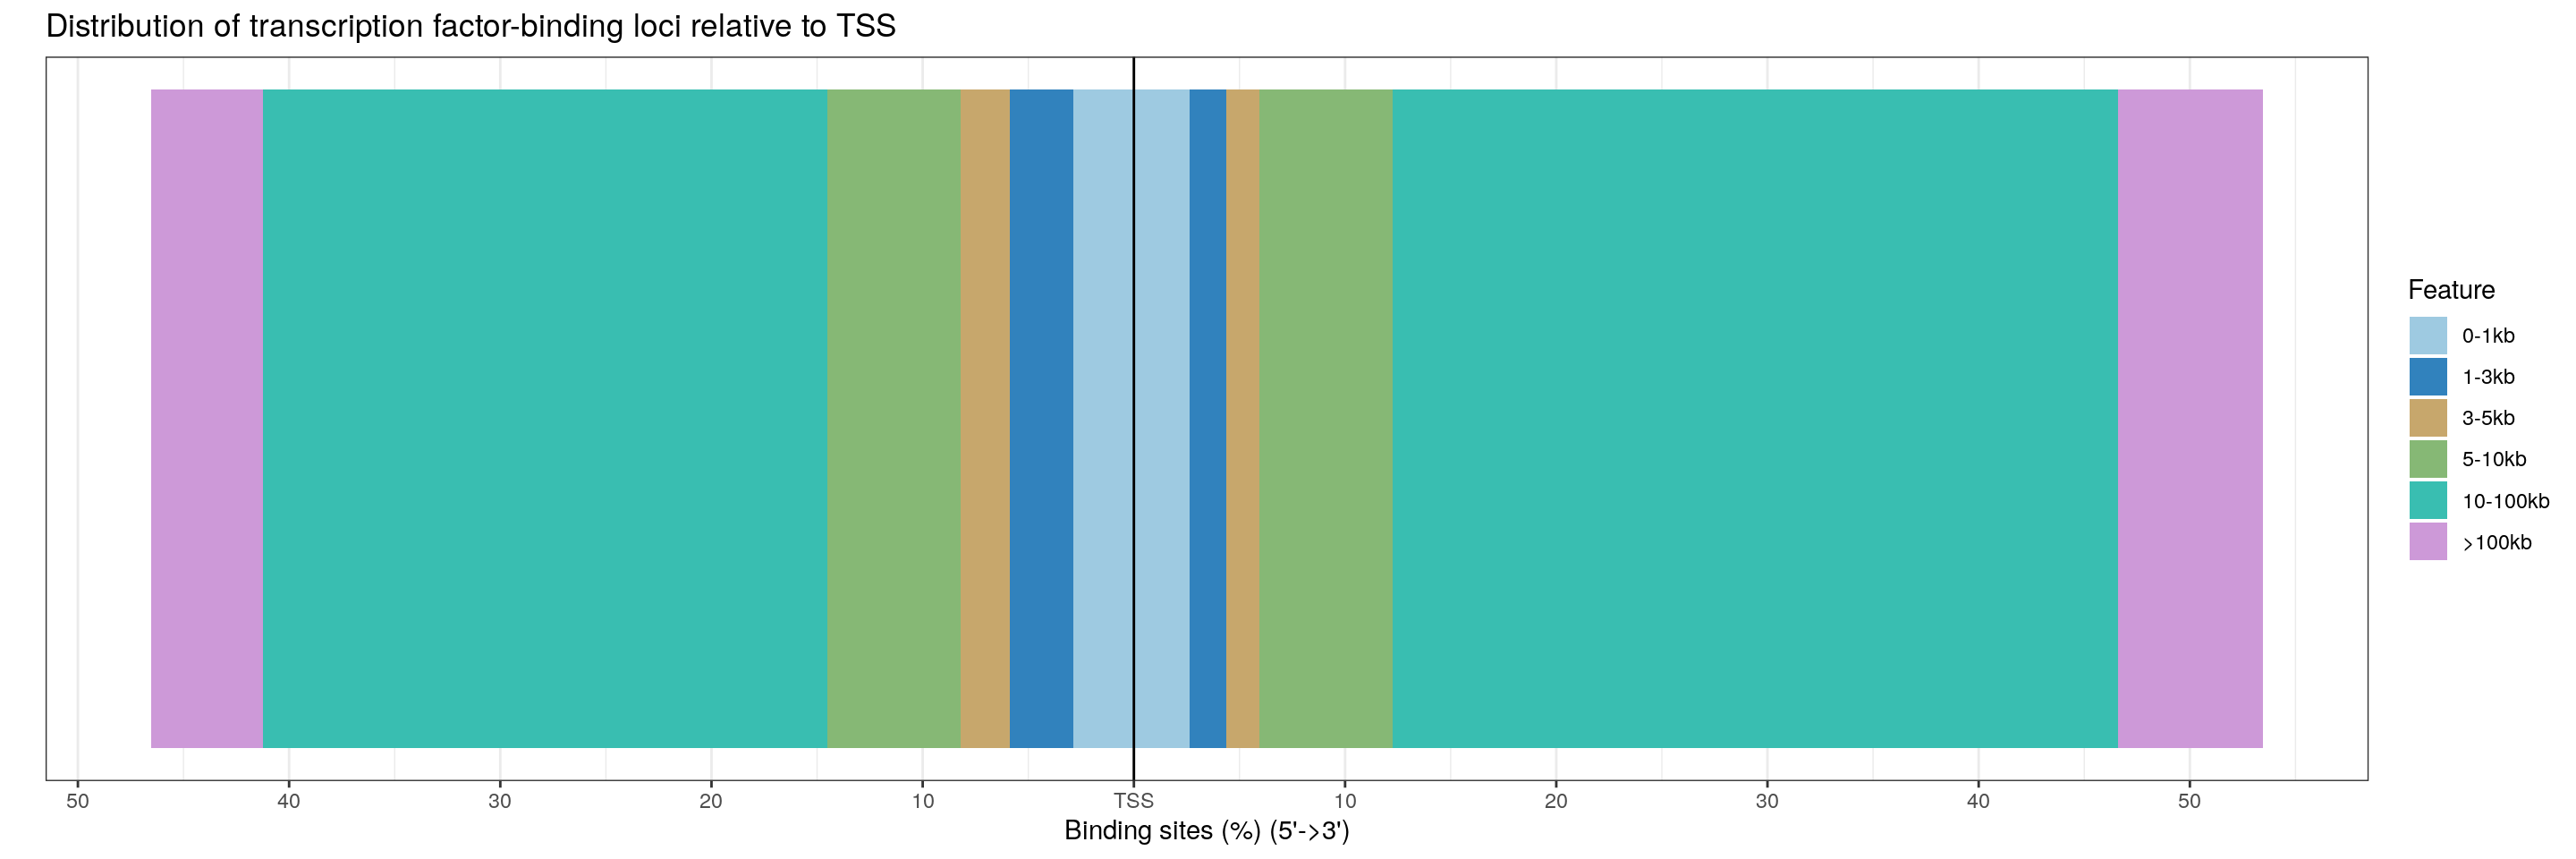 Distribution of transcription factor-binding loci relative to TSS
Feature
0-1kb
1-3kb
3-5kb
5-10kb
10-100kb
>100kb
50 40 30 20 10 TSS 10 20 30 40 50
Binding sites (%) (5'->3')